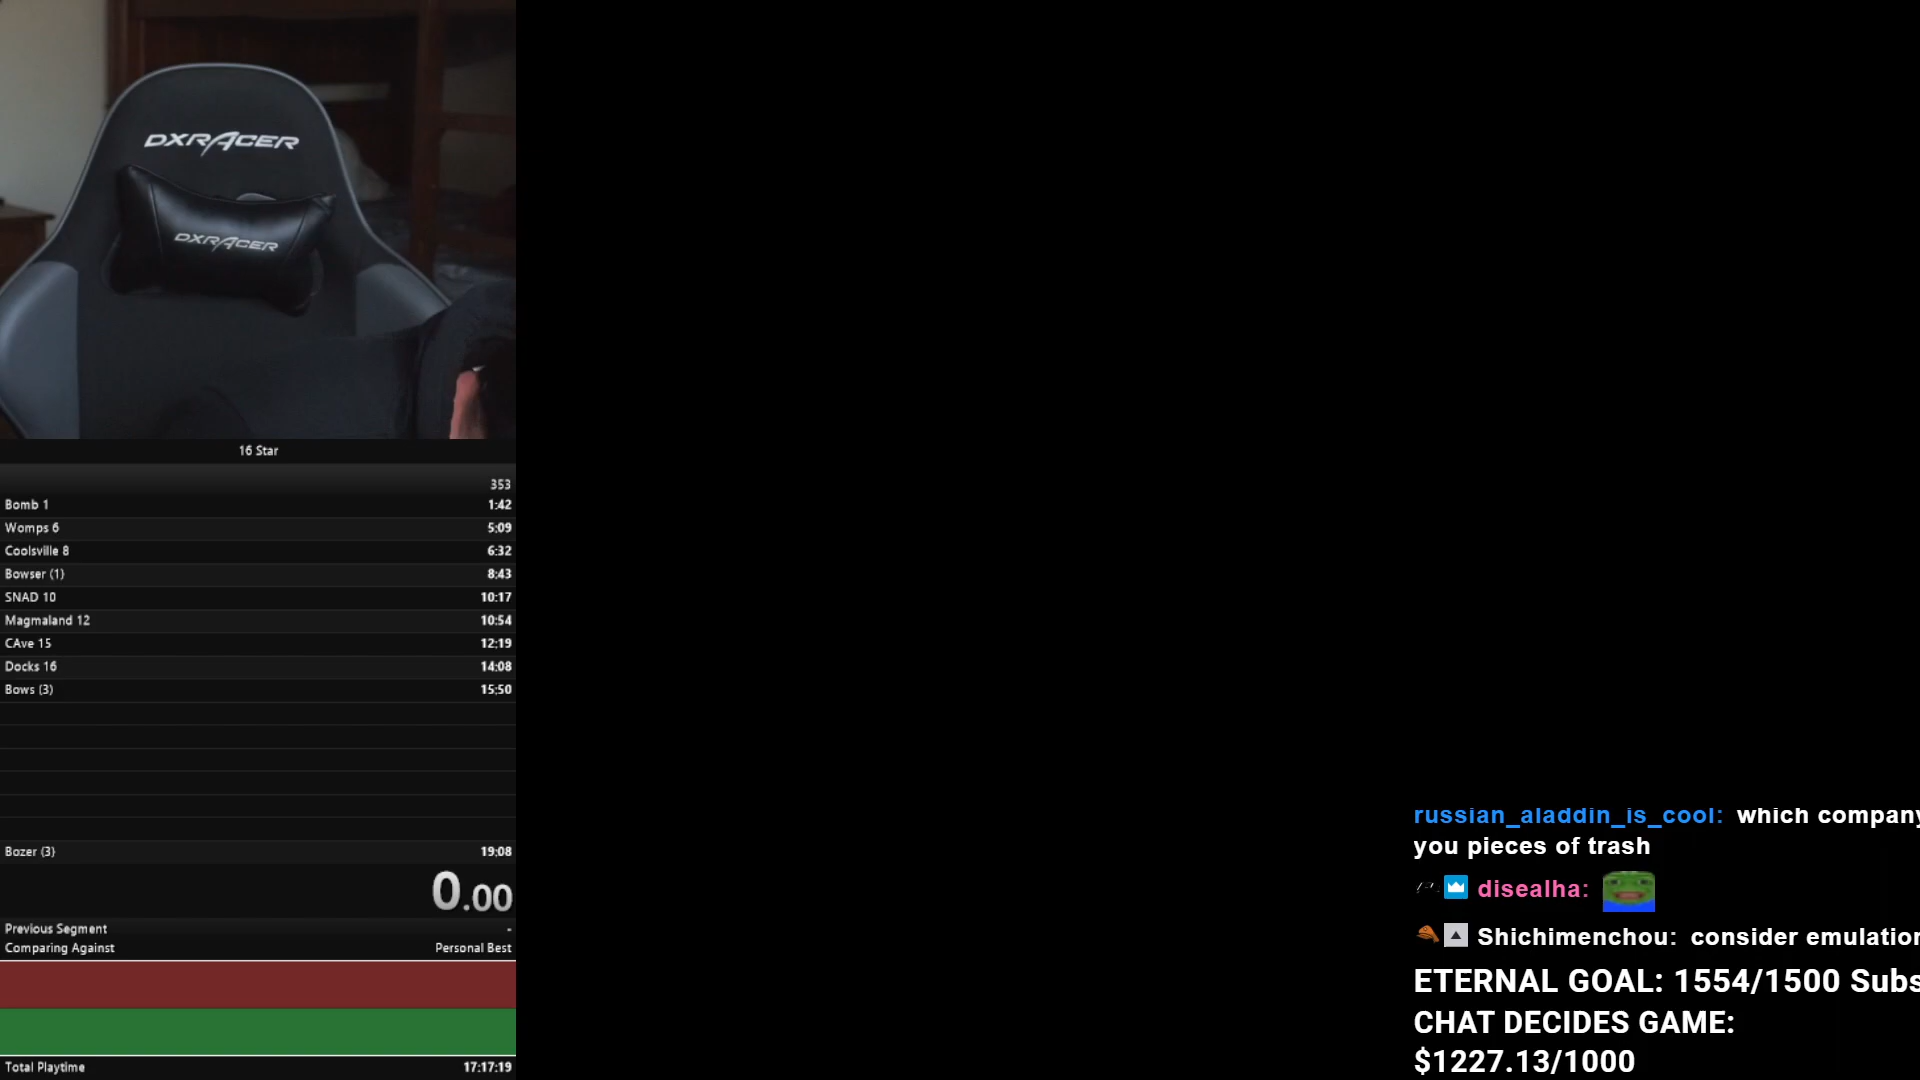 DXRACER
DXRACER
16 Star
353
Bomb 1 1:42
Womps 6 5:09
Coolsville 8 6:32
Bowser (1) 8:43
SNAD 10 10:17
Magmaland 12 10:54
CAve 15 12:19
Docks 16 14:08
Bows (3) 15:50
Bozer (3) 19:08
0.00
Previous Segment -
Comparing Against Personal Best
Total Playtime 17:17:19
russian_aladdin_is_cool: which company
you pieces of trash
disealha:
Shichimenchou: consider emulation
ETERNAL GOAL: 1554/1500 Subs
CHAT DECIDES GAME:
$1227.13/1000